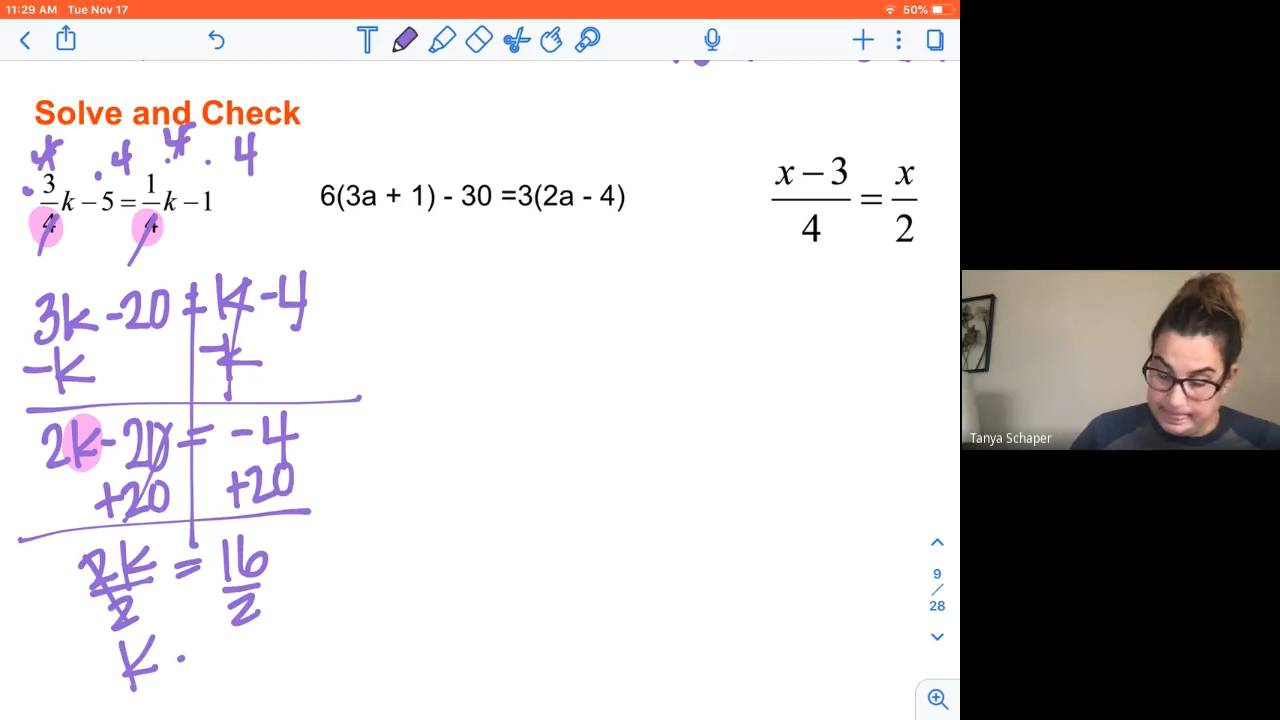 11:29 AM Tue Nov 17
50%
T
Solve and Check
·4 ·4 ·4 ·4
3/4 k − 5 = 1/4 k − 1
6(3a + 1) - 30 =3(2a - 4)
x − 3 / 4 = x / 2
3k - 20 = k - 4
-k -k
2k - 20 = -4
+20 +20
2k/2 = 16/2
k
Tanya Schaper
9
/
28